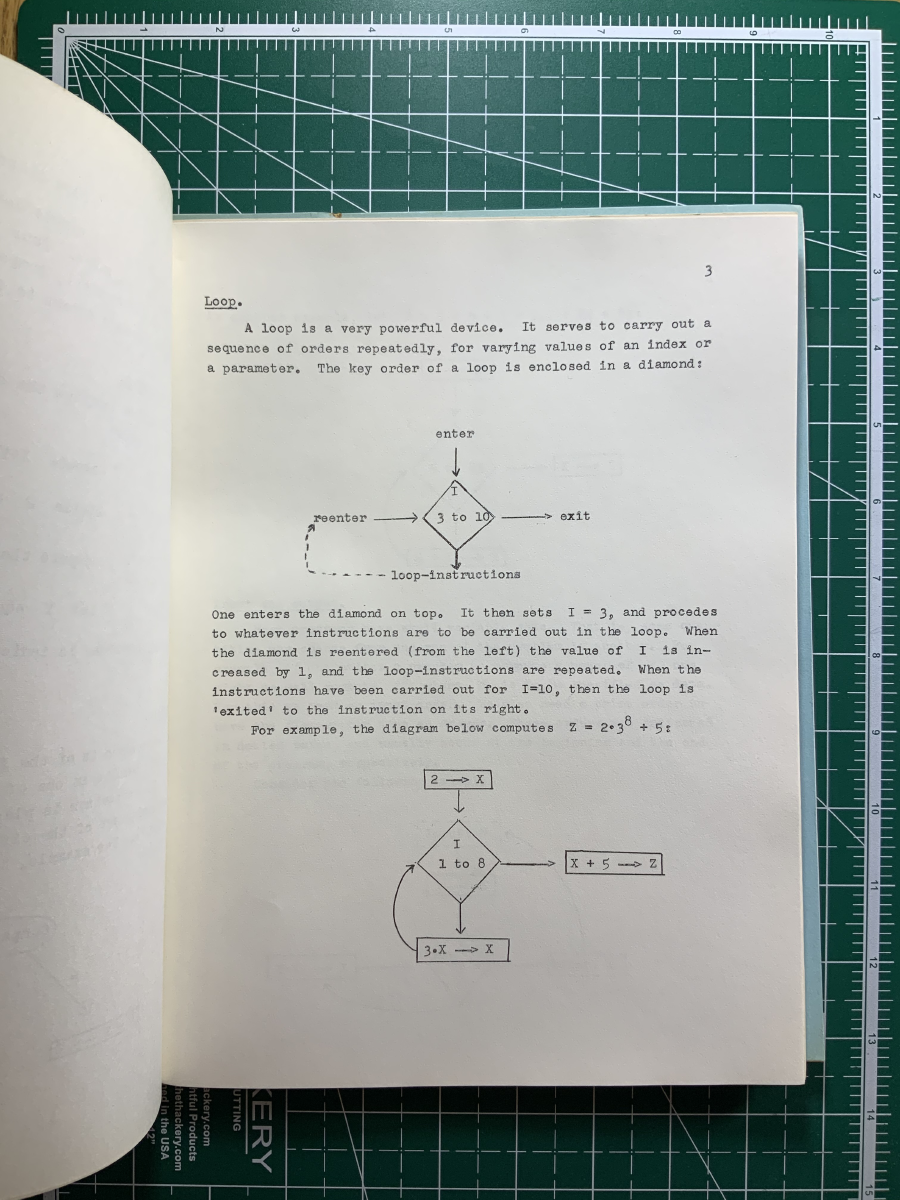 3
Loop.
A loop is a very powerful device. It serves to carry out a
sequence of orders repeatedly, for varying values of an index or
a parameter. The key order of a loop is enclosed in a diamond:
enter
I
reenter
3 to 10
exit
loop-instructions
One enters the diamond on top. It then sets I = 3, and procedes
to whatever instructions are to be carried out in the loop. When
the diamond is reentered (from the left) the value of I is in-
creased by 1, and the loop-instructions are repeated. When the
instructions have been carried out for I=10, then the loop is
'exited' to the instruction on its right.
For example, the diagram below computes Z = 2·3⁸ + 5:
2 → X
I
1 to 8
X + 5 → Z
3·X → X
0 1 2 3 4 5 6 7 8 9 10
1
2
3
4
5
6
7
8
9
10
11
12
13
14
15
KERY
UTTING
ackery.com
htful Products
hethackery.com
ed in the USA
12"